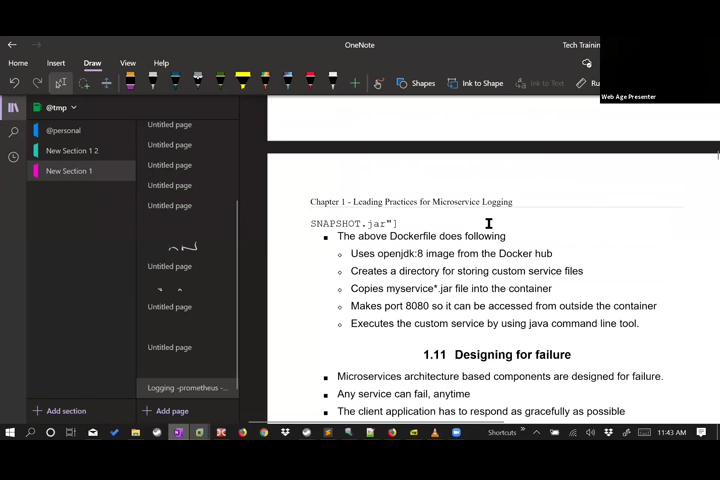 OneNote
Tech Trainin
Home
Insert
Draw
View
Help
Shapes
Ink to Shape
Ink to Text
Ru
Web Age Presenter
@tmp
@personal
New Section 1 2
New Section 1
Untitled page
Untitled page
Untitled page
Untitled page
Untitled page
Untitled page
Untitled page
Untitled page
Logging -prometheus -...
Add section
Add page
Chapter 1 - Leading Practices for Microservice Logging
SNAPSHOT.jar"]
■ The above Dockerfile does following
◇ Uses openjdk:8 image from the Docker hub
◇ Creates a directory for storing custom service files
◇ Copies myservice*.jar file into the container
◇ Makes port 8080 so it can be accessed from outside the container
◇ Executes the custom service by using java command line tool.
1.11 Designing for failure
■ Microservices architecture based components are designed for failure.
■ Any service can fail, anytime
■ The client application has to respond as gracefully as possible
Shortcuts
11:43 AM